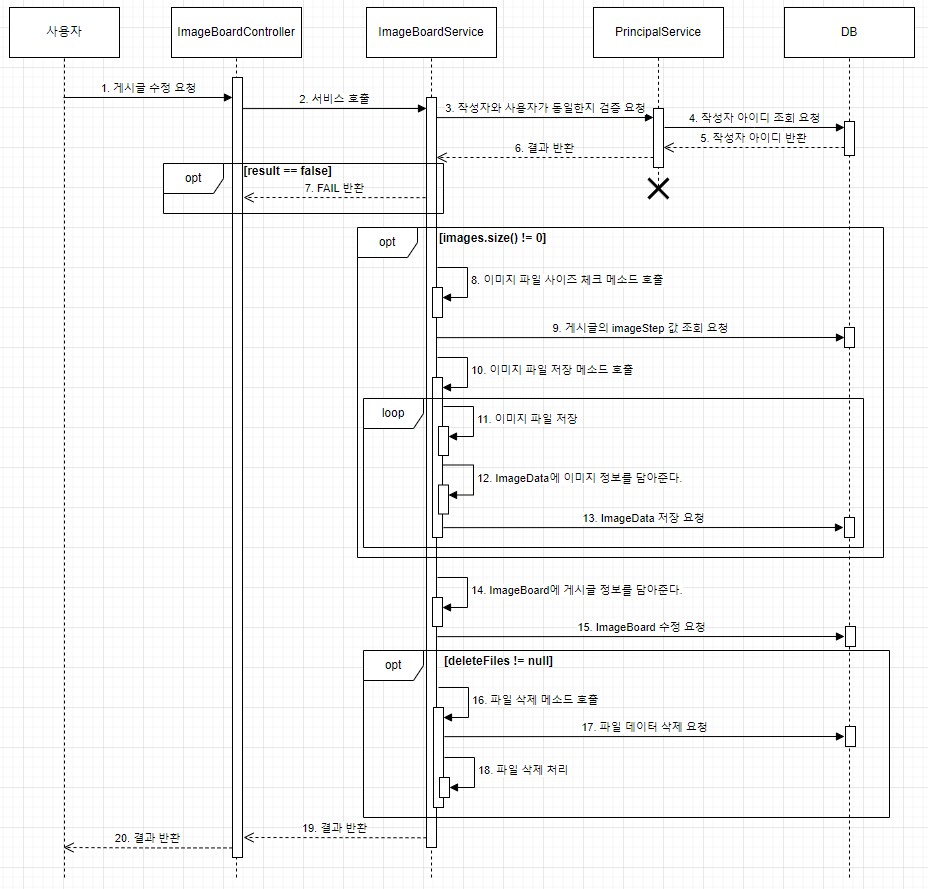 사용자
ImageBoardController
ImageBoardService
PrincipalService
DB
1. 게시글 수정 요청
2. 서비스 호출
3. 작성자와 사용자가 동일한지 검증 요청
4. 작성자 아이디 조회 요청
5. 작성자 아이디 반환
6. 결과 반환
opt
[result == false]
7. FAIL 반환
opt
[images.size() != 0]
8. 이미지 파일 사이즈 체크 메소드 호출
9. 게시글의 imageStep 값 조회 요청
10. 이미지 파일 저장 메소드 호출
loop
11. 이미지 파일 저장
12. ImageData에 이미지 정보를 담아준다.
13. ImageData 저장 요청
14. ImageBoard에 게시글 정보를 담아준다.
15. ImageBoard 수정 요청
opt
[deleteFiles != null]
16. 파일 삭제 메소드 호출
17. 파일 데이터 삭제 요청
18. 파일 삭제 처리
19. 결과 반환
20. 결과 반환